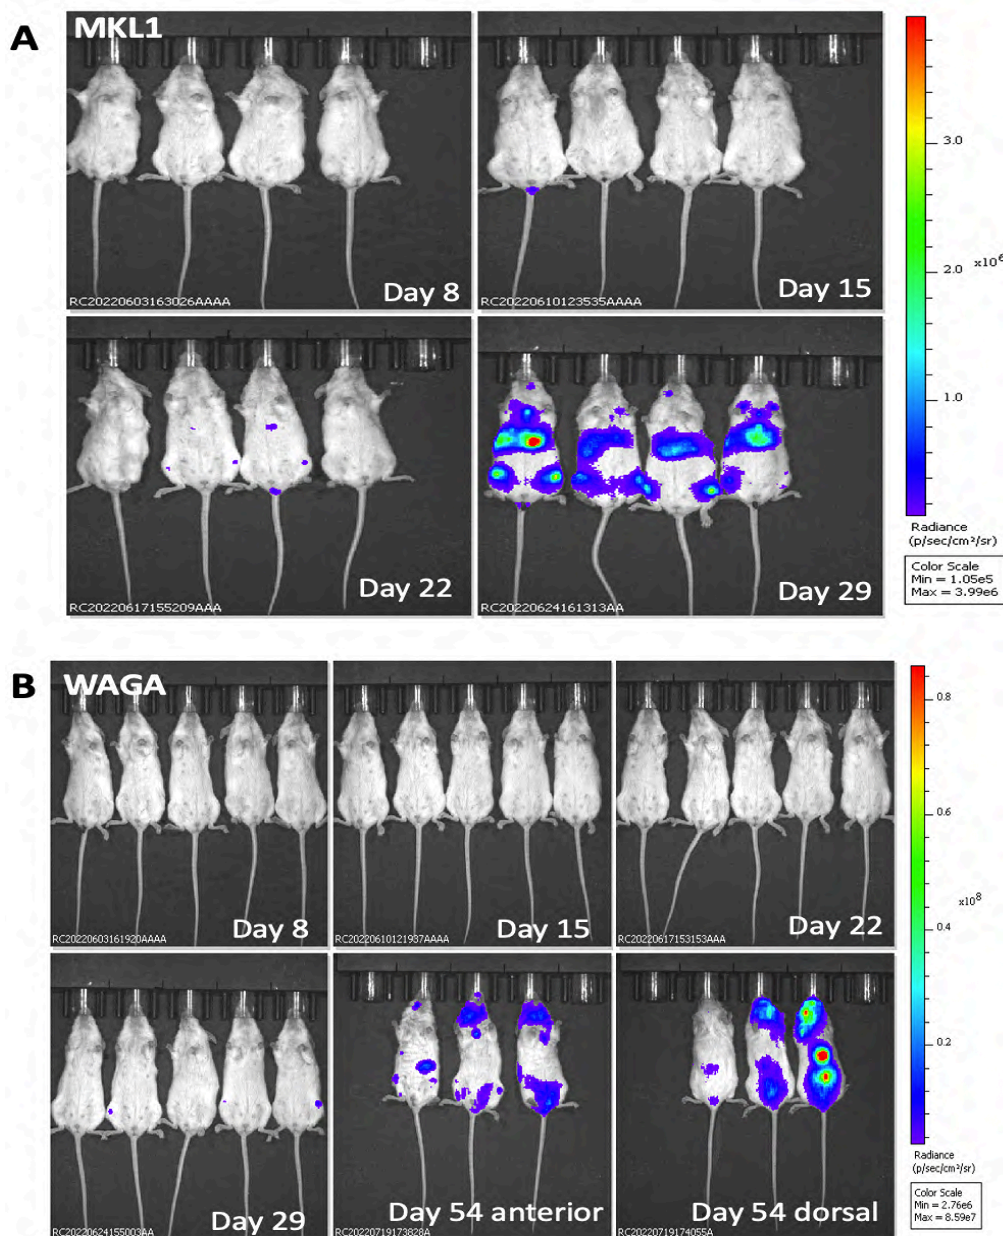 A
MKL1
RC20220603163026AAAA
Day 8
RC20220610123535AAAA
Day 15
RC20220617155209AAA
Day 22
RC20220624161313AA
Day 29
3.0
x10⁶
2.0
1.0
Radiance
(p/sec/cm²/sr)
Color Scale
Min = 1.05e5
Max = 3.99e6
B
WAGA
RC20220603161920AAAA
Day 8
RC20220610121937AAAA
Day 15
RC20220617153153AAA
Day 22
RC20220624155003AA
Day 29
RC20220719173828A
Day 54 anterior
RC20220719174055A
Day 54 dorsal
0.8
0.6
x10⁸
0.4
0.2
Radiance
(p/sec/cm²/sr)
Color Scale
Min = 2.76e6
Max = 8.59e7